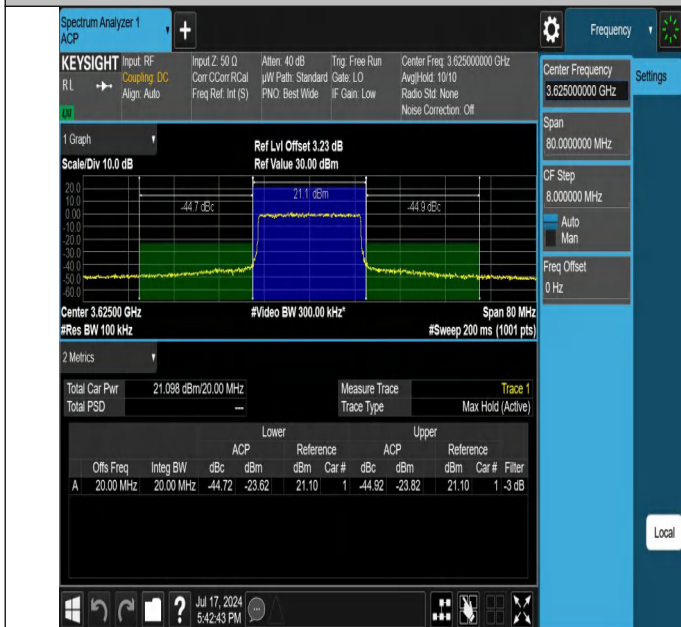 Spectrum Analyzer 1
ACP
Frequency
KEYSIGHT Input: RF Input Z: 50 Ω Atten: 40 dB Trig: Free Run Center Freq: 3.625000000 GHz
RL Coupling: DC Corr CCorr RCal µW Path: Standard Gate: LO Avg|Hold: 10/10
Align: Auto Freq Ref: Int (S) PNO: Best Wide IF Gain: Low Radio Std: None
Noise Correction: Off
Center Frequency
3.625000000 GHz
Settings
Span
80.0000000 MHz
CF Step
8.000000 MHz
Auto
Man
Freq Offset
0 Hz
1 Graph
Ref Lvl Offset 3.23 dB
Scale/Div 10.0 dB Ref Value 30.00 dBm
20.0
10.0
0.00
-10.0
-20.0
-30.0
-40.0
-50.0
-60.0
-44.7 dBc 21.1 dBm -44.9 dBc
Center 3.62500 GHz #Video BW 300.00 kHz* Span 80 MHz
#Res BW 100 kHz #Sweep 200 ms (1001 pts)
2 Metrics
Total Car Pwr 21.098 dBm/20.00 MHz Measure Trace Trace 1
Total PSD --- Trace Type Max Hold (Active)
Lower Upper
ACP Reference ACP Reference
Offs Freq Integ BW dBc dBm dBm Car # dBc dBm dBm Car # Filter
A 20.00 MHz 20.00 MHz -44.72 -23.62 21.10 1 -44.92 -23.82 21.10 1 -3 dB
Local
? Jul 17, 2024
5:42:43 PM